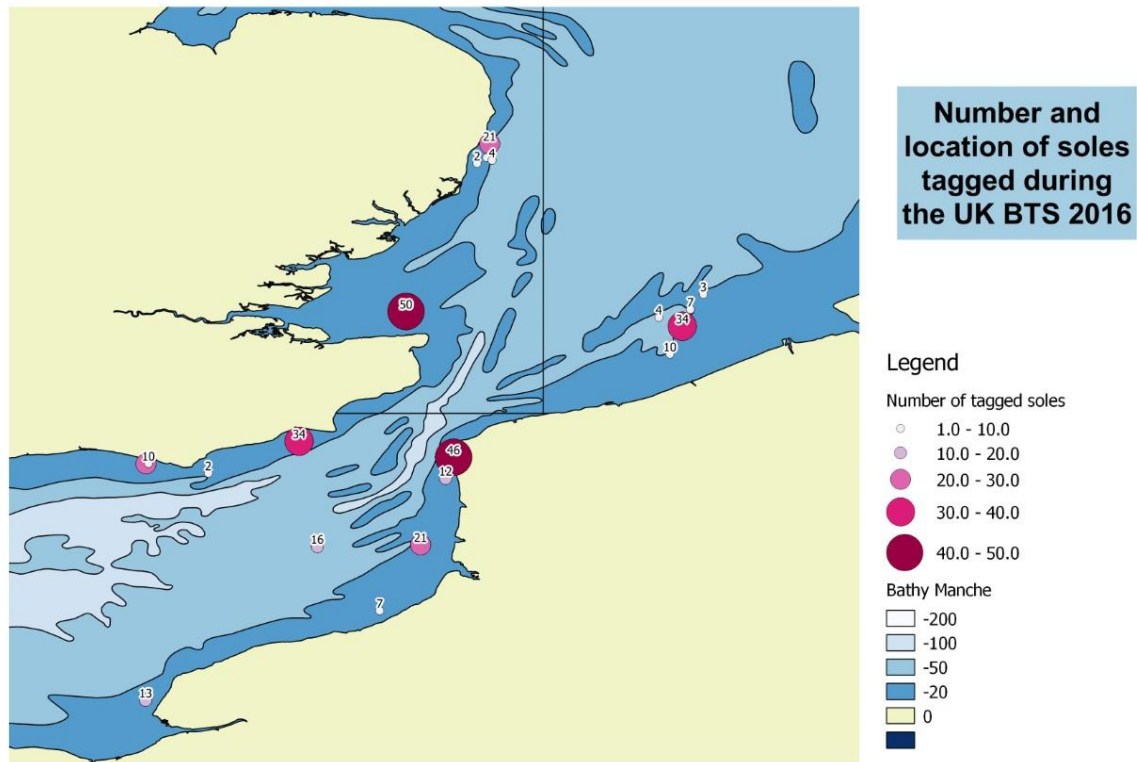 21
2
4
50
3
7
4
34
10
34
10
2
46
12
16
21
7
13
Number and
location of soles
tagged during
the UK BTS 2016
Legend
Number of tagged soles
1.0 - 10.0
10.0 - 20.0
20.0 - 30.0
30.0 - 40.0
40.0 - 50.0
Bathy Manche
-200
-100
-50
-20
0